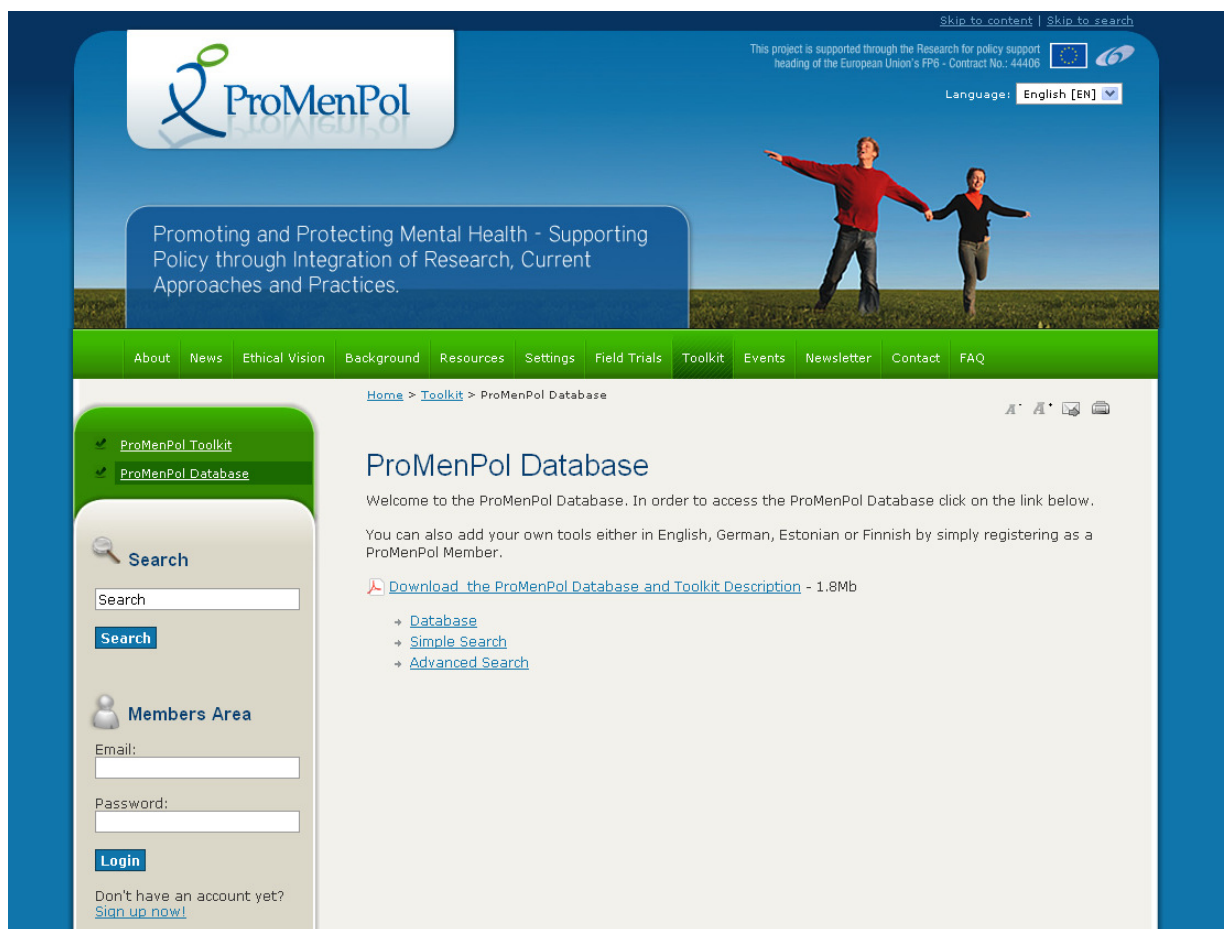 Skip to content | Skip to search
This project is supported through the Research for policy support
heading of the European Union's FP6 - Contract No.: 44406
ProMenPol
Language: English [EN]
Promoting and Protecting Mental Health - Supporting
Policy through Integration of Research, Current
Approaches and Practices.
About News Ethical Vision Background Resources Settings Field Trials Toolkit Events Newsletter Contact FAQ
Home > Toolkit > ProMenPol Database
A- A+
ProMenPol Toolkit
ProMenPol Database
ProMenPol Database
Welcome to the ProMenPol Database. In order to access the ProMenPol Database click on the link below.
You can also add your own tools either in English, German, Estonian or Finnish by simply registering as a
ProMenPol Member.
Download the ProMenPol Database and Toolkit Description - 1.8Mb
Database
Simple Search
Advanced Search
Search
Search
Search
Members Area
Email:
Password:
Login
Don't have an account yet?
Sign up now!